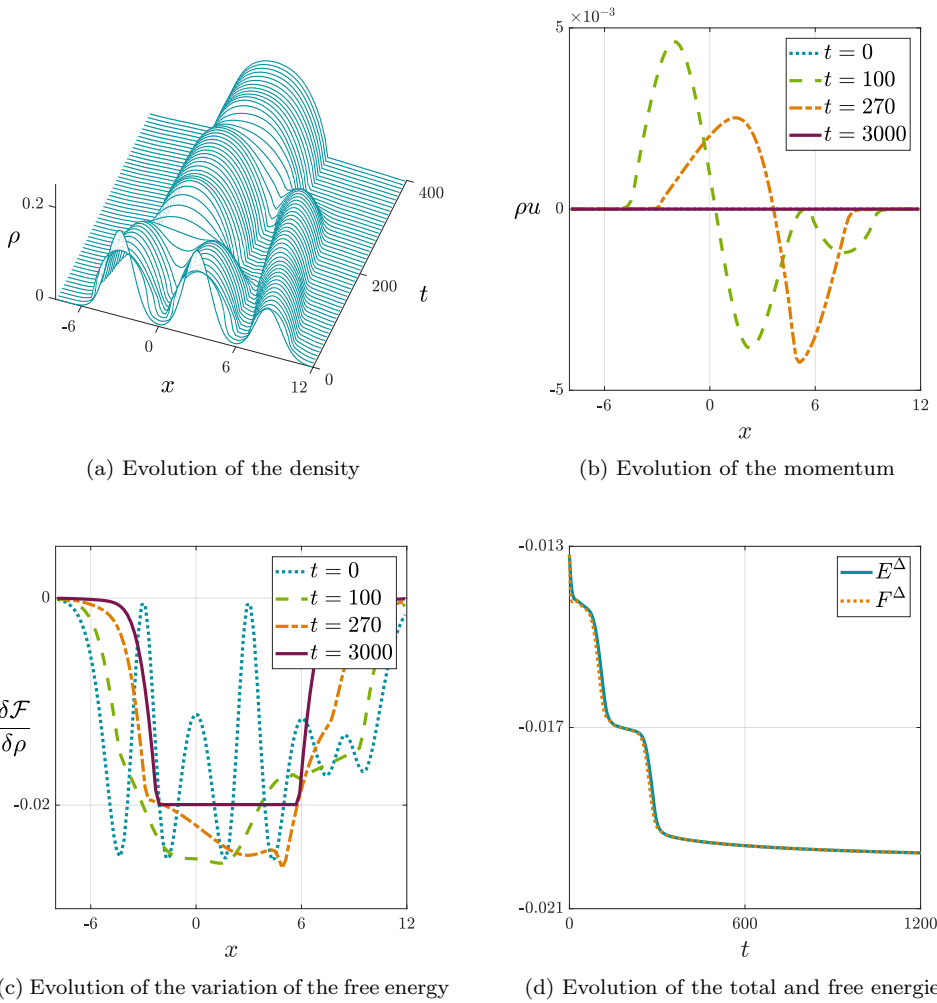 0.2
ρ
0
-6
0
6
12
x
0
200
400
t
(a) Evolution of the density
×10⁻³
5
0
-5
ρu
-6
0
6
12
x
t = 0
t = 100
t = 270
t = 3000
(b) Evolution of the momentum
0
-0.02
δF
δρ
-6
0
6
12
x
t = 0
t = 100
t = 270
t = 3000
(c) Evolution of the variation of the free energy
-0.013
-0.017
-0.021
0
600
1200
t
E^Δ
F^Δ
(d) Evolution of the total and free energie